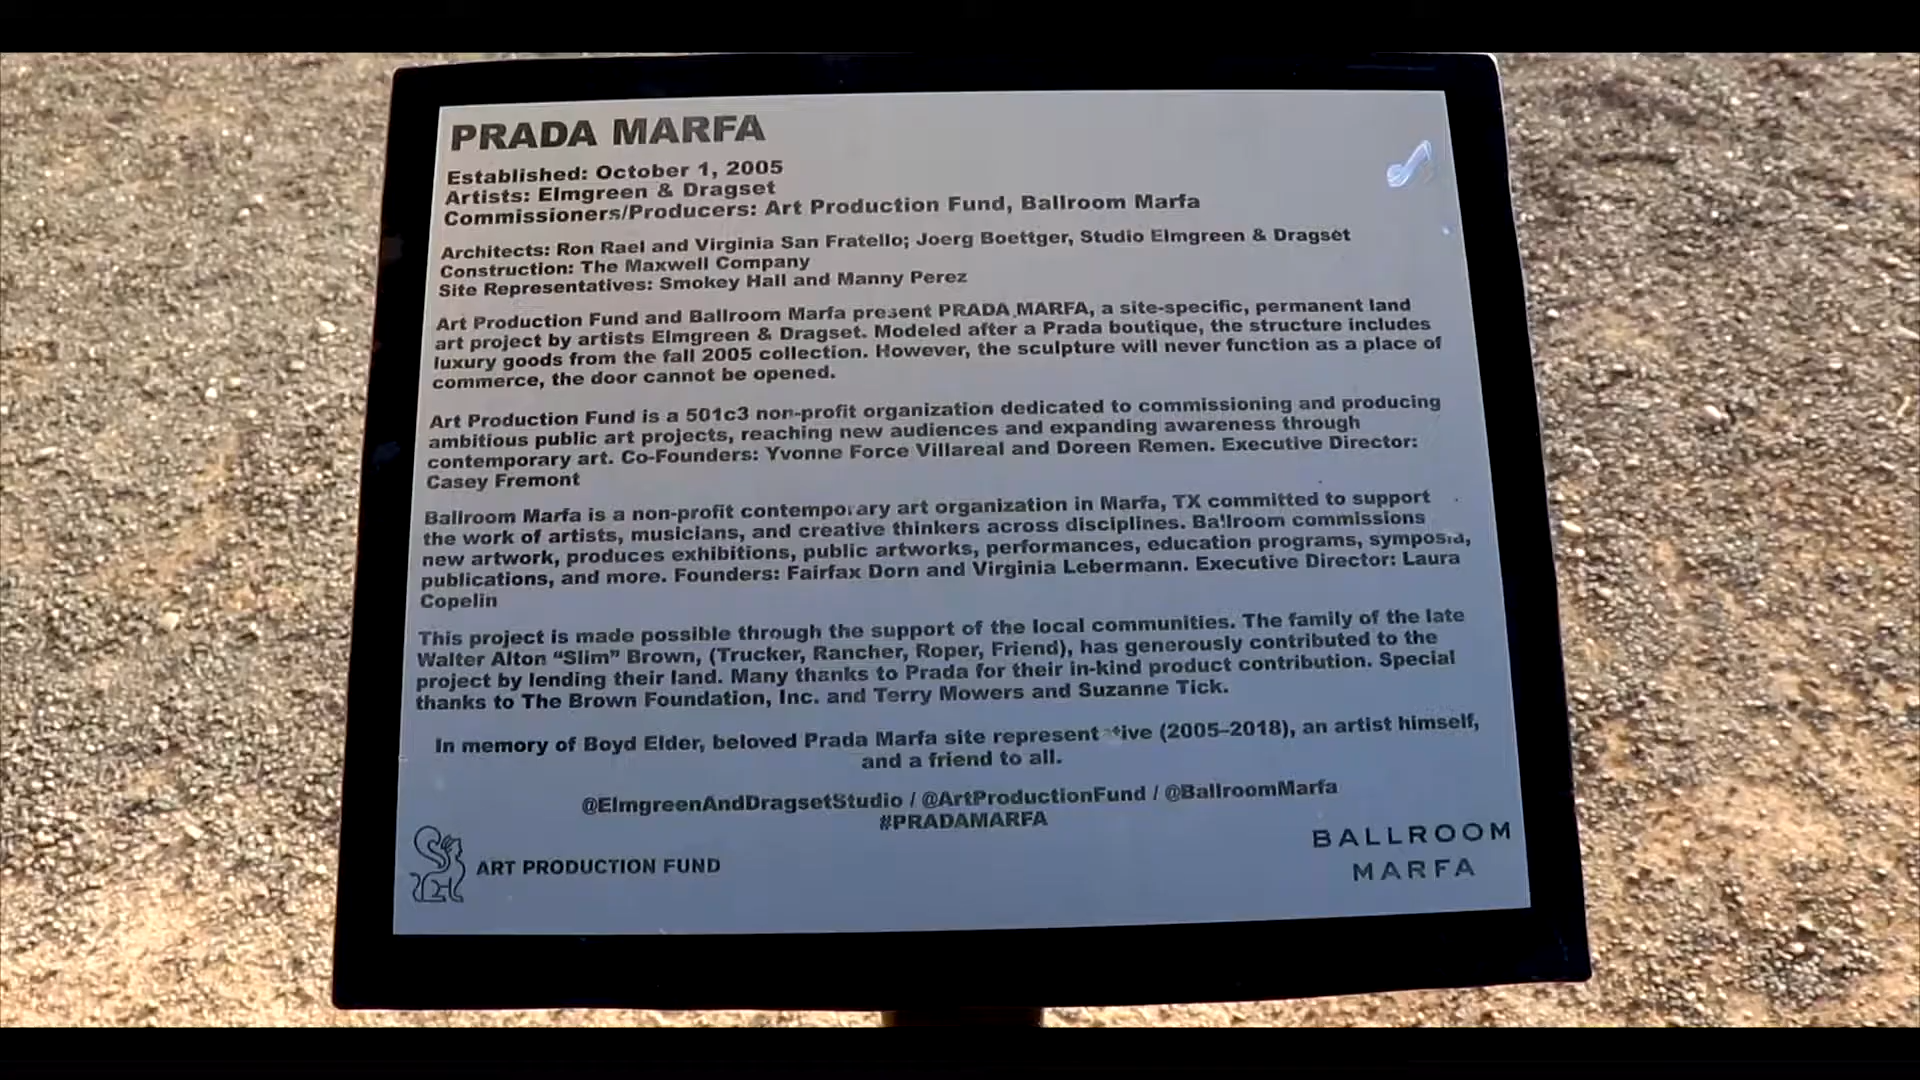 PRADA MARFA
Established: October 1, 2005
Artists: Elmgreen & Dragset
Commissioners/Producers: Art Production Fund, Ballroom Marfa
Architects: Ron Rael and Virginia San Fratello; Joerg Boettger, Studio Elmgreen & Dragset
Construction: The Maxwell Company
Site Representatives: Smokey Hall and Manny Perez
Art Production Fund and Ballroom Marfa present PRADA MARFA, a site-specific, permanent land
art project by artists Elmgreen & Dragset. Modeled after a Prada boutique, the structure includes
luxury goods from the fall 2005 collection. However, the sculpture will never function as a place of
commerce, the door cannot be opened.
Art Production Fund is a 501c3 non-profit organization dedicated to commissioning and producing
ambitious public art projects, reaching new audiences and expanding awareness through
contemporary art. Co-Founders: Yvonne Force Villareal and Doreen Remen. Executive Director:
Casey Fremont
Ballroom Marfa is a non-profit contemporary art organization in Marfa, TX committed to support
the work of artists, musicians, and creative thinkers across disciplines. Ballroom commissions
new artwork, produces exhibitions, public artworks, performances, education programs, symposia,
publications, and more. Founders: Fairfax Dorn and Virginia Lebermann. Executive Director: Laura
Copelin
This project is made possible through the support of the local communities. The family of the late
Walter Alton “Slim” Brown, (Trucker, Rancher, Roper, Friend), has generously contributed to the
project by lending their land. Many thanks to Prada for their in-kind product contribution. Special
thanks to The Brown Foundation, Inc. and Terry Mowers and Suzanne Tick.
In memory of Boyd Elder, beloved Prada Marfa site representative (2005–2018), an artist himself,
and a friend to all.
@ElmgreenAndDragsetStudio / @ArtProductionFund / @BallroomMarfa
#PRADAMARFA
ART PRODUCTION FUND
BALLROOM
MARFA